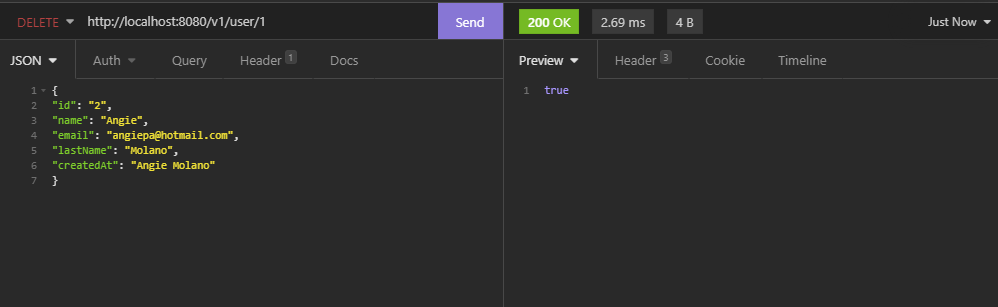 DELETE http://localhost:8080/v1/user/1 Send 200 OK 2.69 ms 4 B Just Now
JSON Auth Query Header 1 Docs Preview Header 3 Cookie Timeline
1 {
2 "id": "2",
3 "name": "Angie",
4 "email": "angiepa@hotmail.com",
5 "lastName": "Molano",
6 "createdAt": "Angie Molano"
7 }
1 true